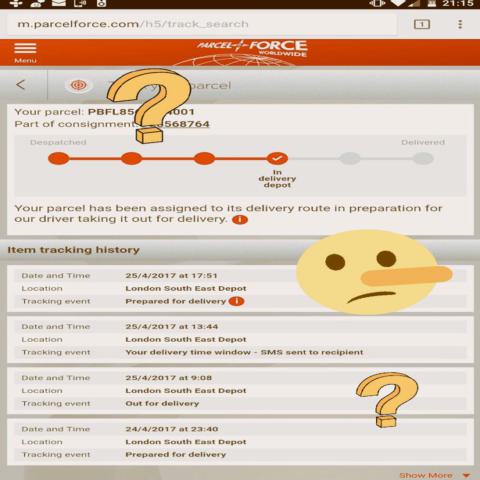 21:15
m.parcelforce.com/h5/track_search
1
PARCEL FORCE
WORLDWIDE
Menu
parcel
Your parcel: PBFL85 001
Part of consignment: 568764
Despatched
Delivered
In
delivery
depot
Your parcel has been assigned to its delivery route in preparation for
our driver taking it out for delivery. i
Item tracking history
Date and Time 25/4/2017 at 17:51
Location London South East Depot
Tracking event Prepared for delivery i
Date and Time 25/4/2017 at 13:44
Location London South East Depot
Tracking event Your delivery time window - SMS sent to recipient
Date and Time 25/4/2017 at 9:08
Location London South East Depot
Tracking event Out for delivery
Date and Time 24/4/2017 at 23:40
Location London South East Depot
Tracking event Prepared for delivery
Show More
? 
?